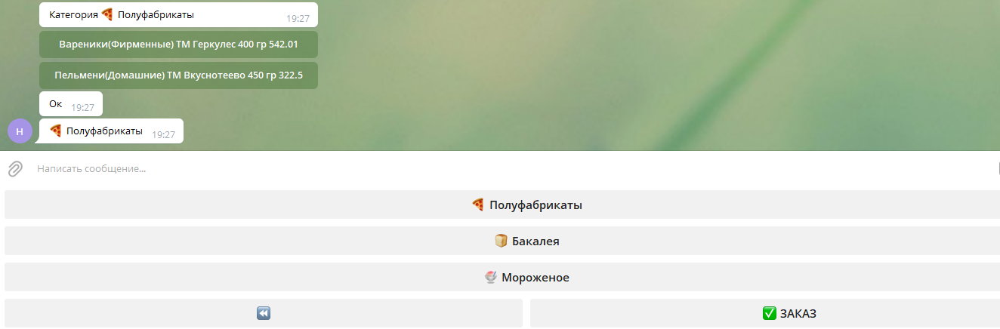 Категория 🍕 Полуфабрикаты 19:27
Вареники(Фирменные) ТМ Геркулес 400 гр 542.01
Пельмени(Домашние) ТМ Вкуснотеево 450 гр 322.5
Ок 19:27
н
🍕 Полуфабрикаты 19:27
Написать сообщение...
🍕 Полуфабрикаты
🍞 Бакалея
🍨 Мороженое
⏪
✅ ЗАКАЗ